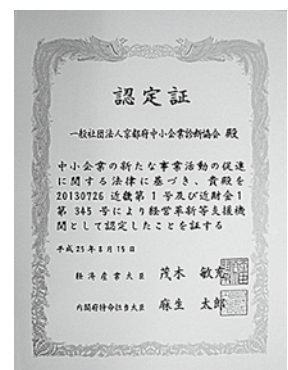 認定証
一般社団法人京都府中小企業診断協会 殿
中小企業の新たな事業活動の促進
に関する法律に基づき、貴殿を
20130726 近畿第 1 号及び近財金1
第 345 号により経営革新等支援機
関として認定したことを証する
平成25年8月15日
経済産業大臣 茂木 敏充
内閣府特命担当大臣 麻生 太郎